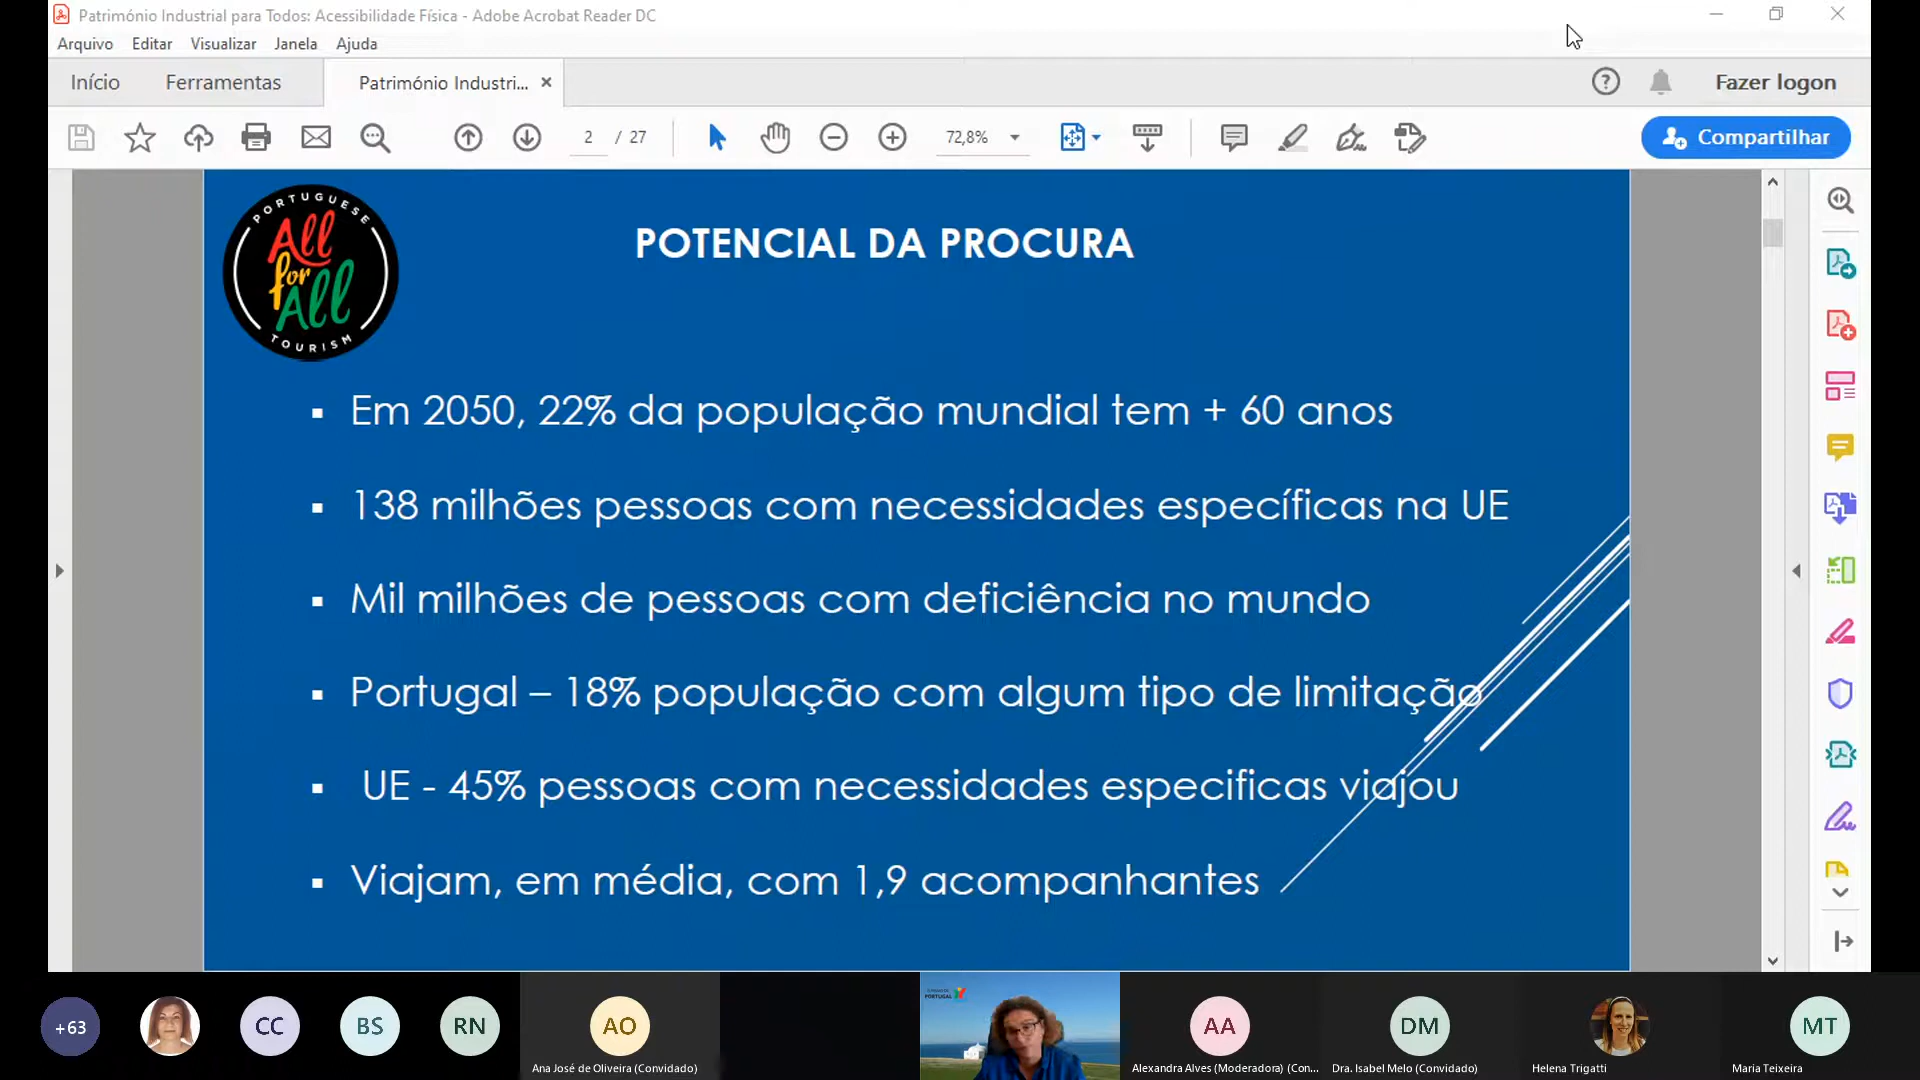 Património Industrial para Todos: Acessibilidade Física - Adobe Acrobat Reader DC
Arquivo Editar Visualizar Janela Ajuda
Início Ferramentas Património Industri... Fazer logon
2 / 27 72,8% Compartilhar
PORTUGUESE
All
for
All
TOURISM
POTENCIAL DA PROCURA
▪ Em 2050, 22% da população mundial tem + 60 anos
▪ 138 milhões pessoas com necessidades específicas na UE
▪ Mil milhões de pessoas com deficiência no mundo
▪ Portugal – 18% população com algum tipo de limitação
▪ UE - 45% pessoas com necessidades especificas viajou
▪ Viajam, em média, com 1,9 acompanhantes
+63 CC BS RN AO PORTUGAL AA DM MT
Ana José de Oliveira (Convidado) Alexandra Alves (Moderadora) (Con... Dra. Isabel Melo (Convidado) Helena Trigatti Maria Teixeira